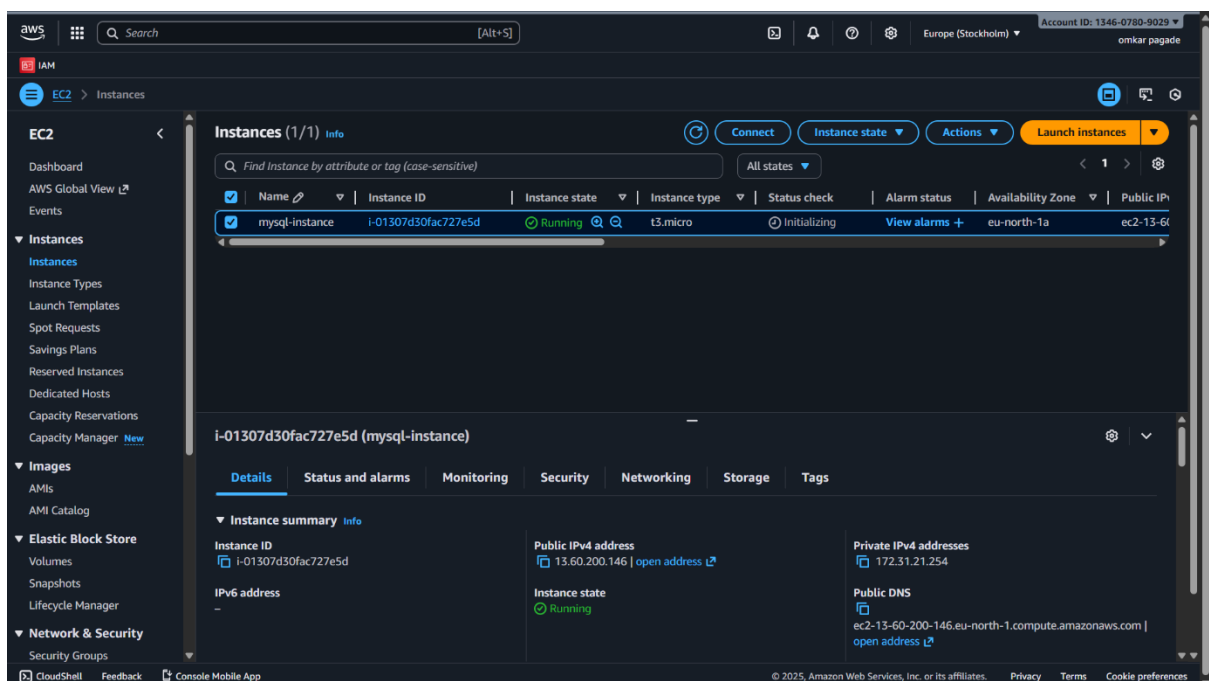 aws
Search [Alt+S]
Europe (Stockholm) ▼
Account ID: 1346-0780-9029 ▼
omkar pagade
IAM
EC2 > Instances
EC2
Dashboard
AWS Global View
Events
▼ Instances
Instances
Instance Types
Launch Templates
Spot Requests
Savings Plans
Reserved Instances
Dedicated Hosts
Capacity Reservations
Capacity Manager New
▼ Images
AMIs
AMI Catalog
▼ Elastic Block Store
Volumes
Snapshots
Lifecycle Manager
▼ Network & Security
Security Groups
Instances (1/1) Info
Connect Instance state ▼ Actions ▼ Launch instances ▼
Find Instance by attribute or tag (case-sensitive) All states ▼ < 1 >
Name Instance ID Instance state Instance type Status check Alarm status Availability Zone Public IPv
mysql-instance i-01307d30fac727e5d Running t3.micro Initializing View alarms + eu-north-1a ec2-13-60
i-01307d30fac727e5d (mysql-instance)
Details Status and alarms Monitoring Security Networking Storage Tags
▼ Instance summary Info
Instance ID Public IPv4 address Private IPv4 addresses
i-01307d30fac727e5d 13.60.200.146 | open address 172.31.21.254
IPv6 address Instance state Public DNS
– Running
ec2-13-60-200-146.eu-north-1.compute.amazonaws.com |
open address
CloudShell Feedback Console Mobile App © 2025, Amazon Web Services, Inc. or its affiliates. Privacy Terms Cookie preferences